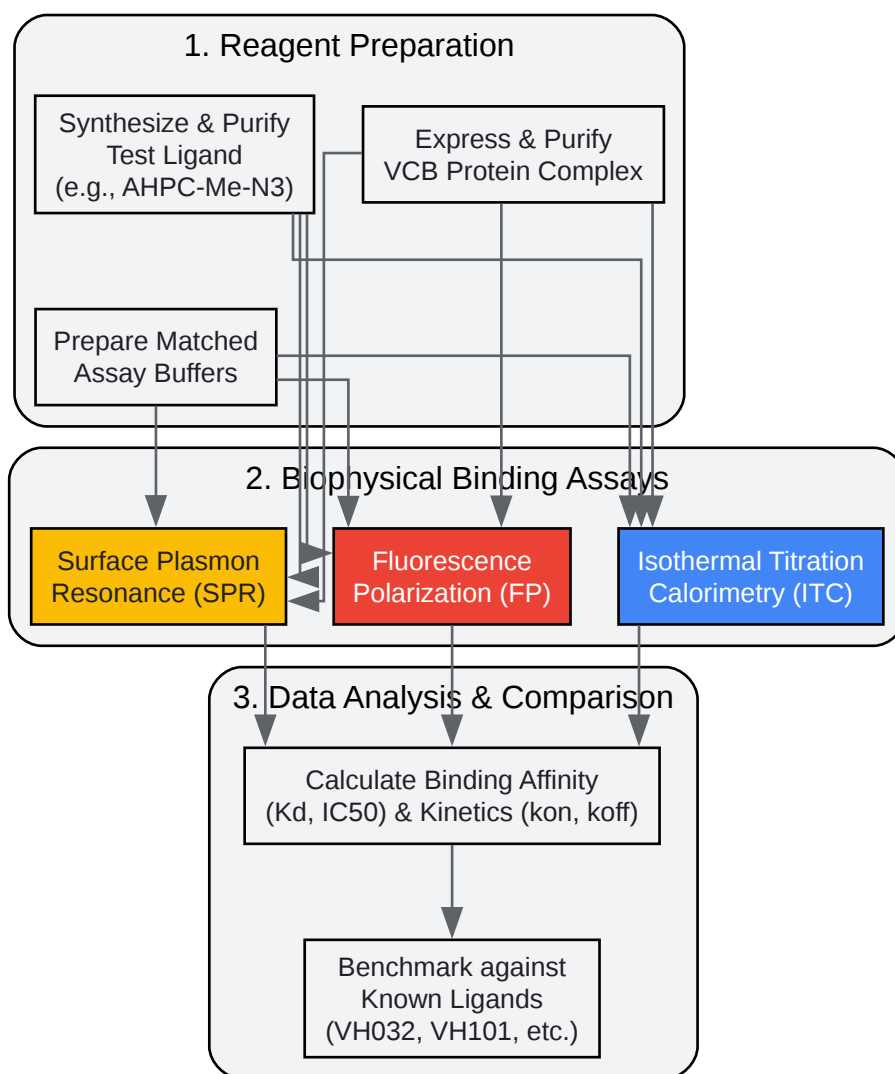 1. Reagent Preparation
Synthesize & Purify
Test Ligand
(e.g., AHPC-Me-N3)
Express & Purify
VCB Protein Complex
Prepare Matched
Assay Buffers
2. Biophysical Binding Assays
Surface Plasmon
Resonance (SPR)
Fluorescence
Polarization (FP)
Isothermal Titration
Calorimetry (ITC)
3. Data Analysis & Comparison
Calculate Binding Affinity
(Kd, IC50) & Kinetics (kon, koff)
Benchmark against
Known Ligands
(VH032, VH101, etc.)